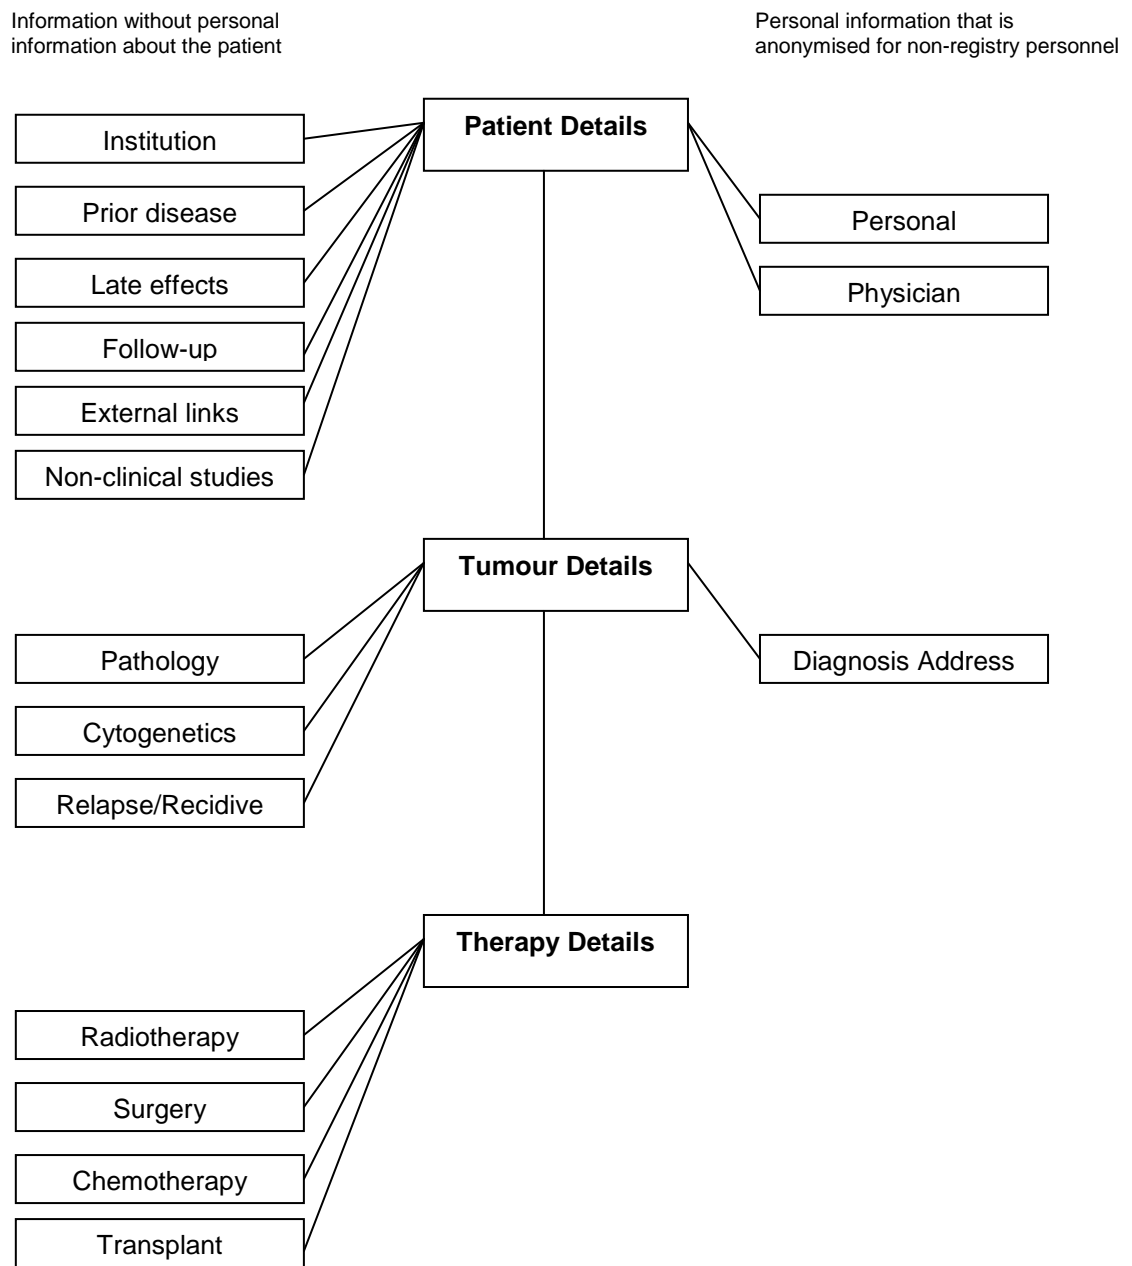 Information without personal
information about the patient
Personal information that is
anonymised for non-registry personnel
Patient Details
Institution
Prior disease
Personal
Late effects
Physician
Follow-up
External links
Non-clinical studies
Tumour Details
Pathology
Diagnosis Address
Cytogenetics
Relapse/Recidive
Therapy Details
Radiotherapy
Surgery
Chemotherapy
Transplant